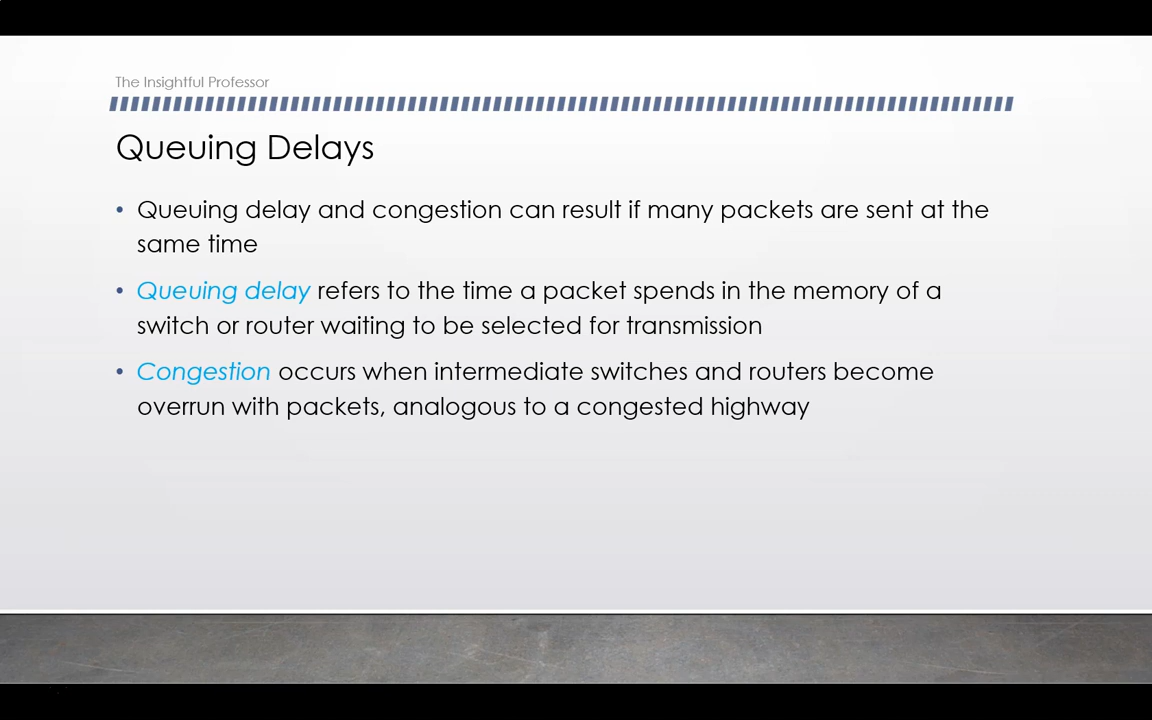 The Insightful Professor
Queuing Delays
• Queuing delay and congestion can result if many packets are sent at the
same time
• Queuing delay refers to the time a packet spends in the memory of a
switch or router waiting to be selected for transmission
• Congestion occurs when intermediate switches and routers become
overrun with packets, analogous to a congested highway